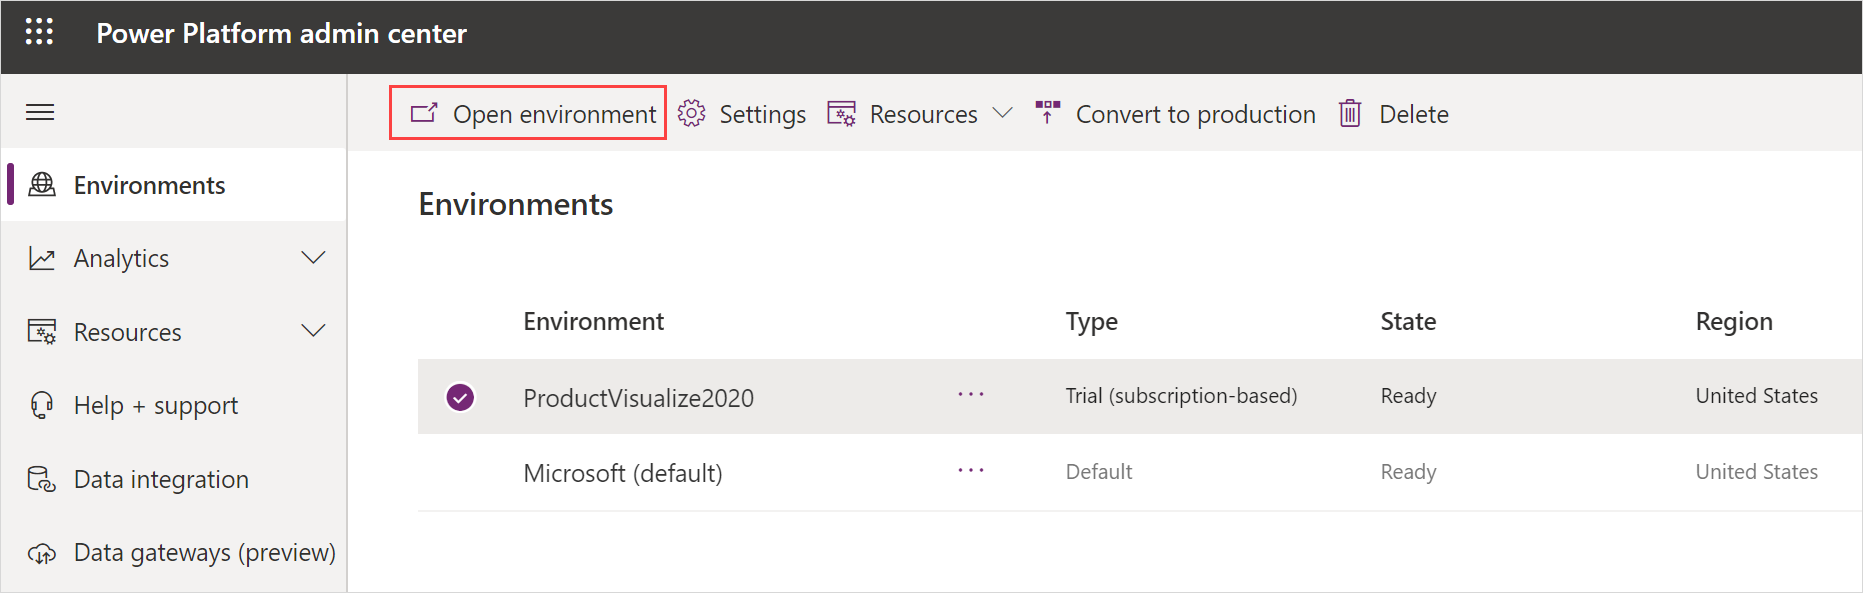 Power Platform admin center
Open environment Settings Resources Convert to production Delete
Environments
Analytics
Resources
Help + support
Data integration
Data gateways (preview)
Environments
Environment Type State Region
ProductVisualize2020 ... Trial (subscription-based) Ready United States
Microsoft (default) ... Default Ready United States